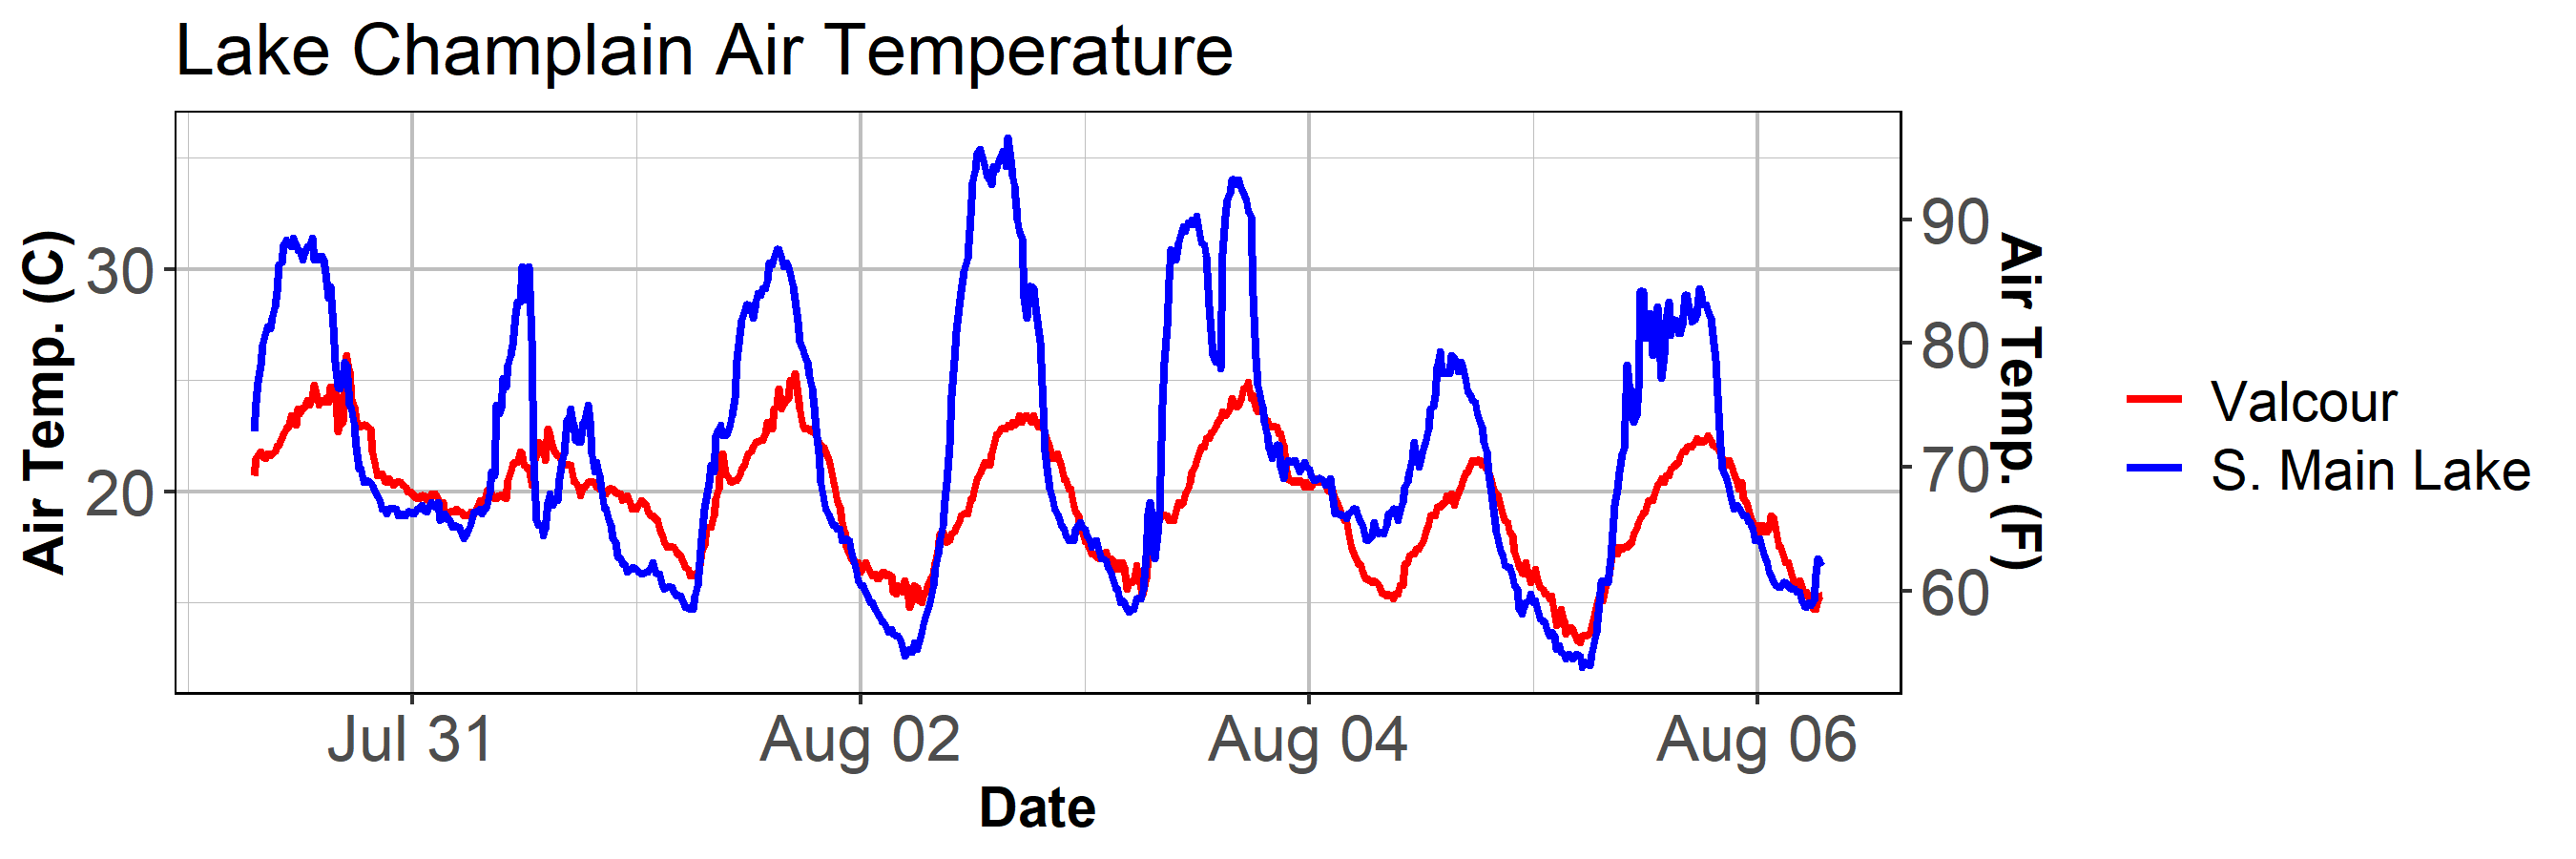 Lake Champlain Air Temperature
Air Temp. (C)
30
20
90
80
70
60
Air Temp. (F)
Jul 31
Aug 02
Aug 04
Aug 06
Date
Valcour
S. Main Lake